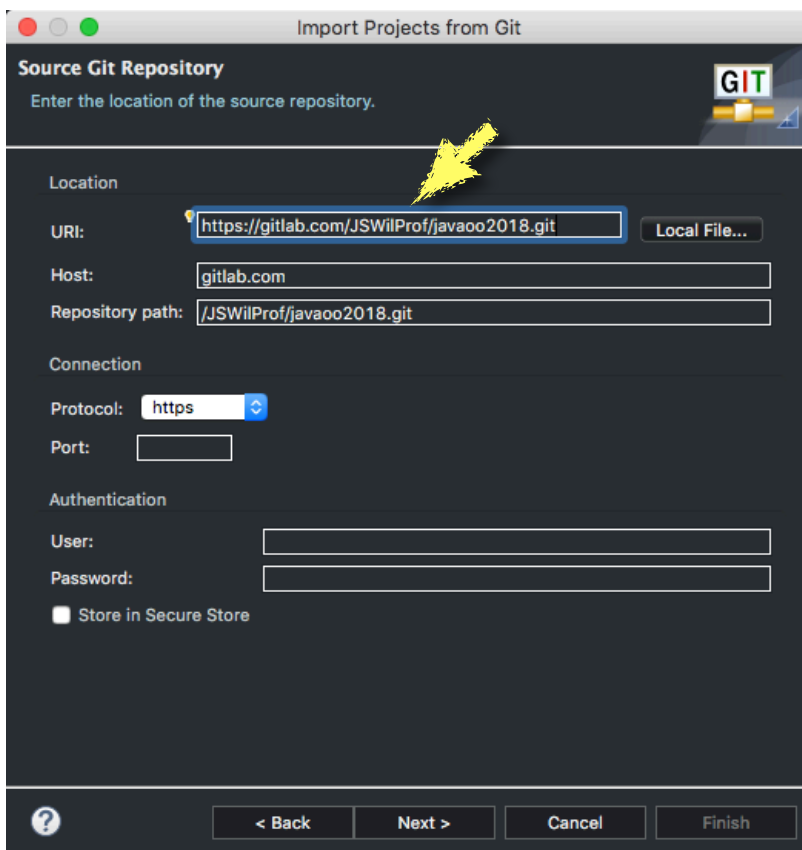 Import Projects from Git
Source Git Repository
Enter the location of the source repository.
GIT
Location
URI: https://gitlab.com/JSWilProf/javaoo2018.git Local File...
Host: gitlab.com
Repository path: /JSWilProf/javaoo2018.git
Connection
Protocol: https
Port:
Authentication
User:
Password:
Store in Secure Store
? < Back Next > Cancel Finish